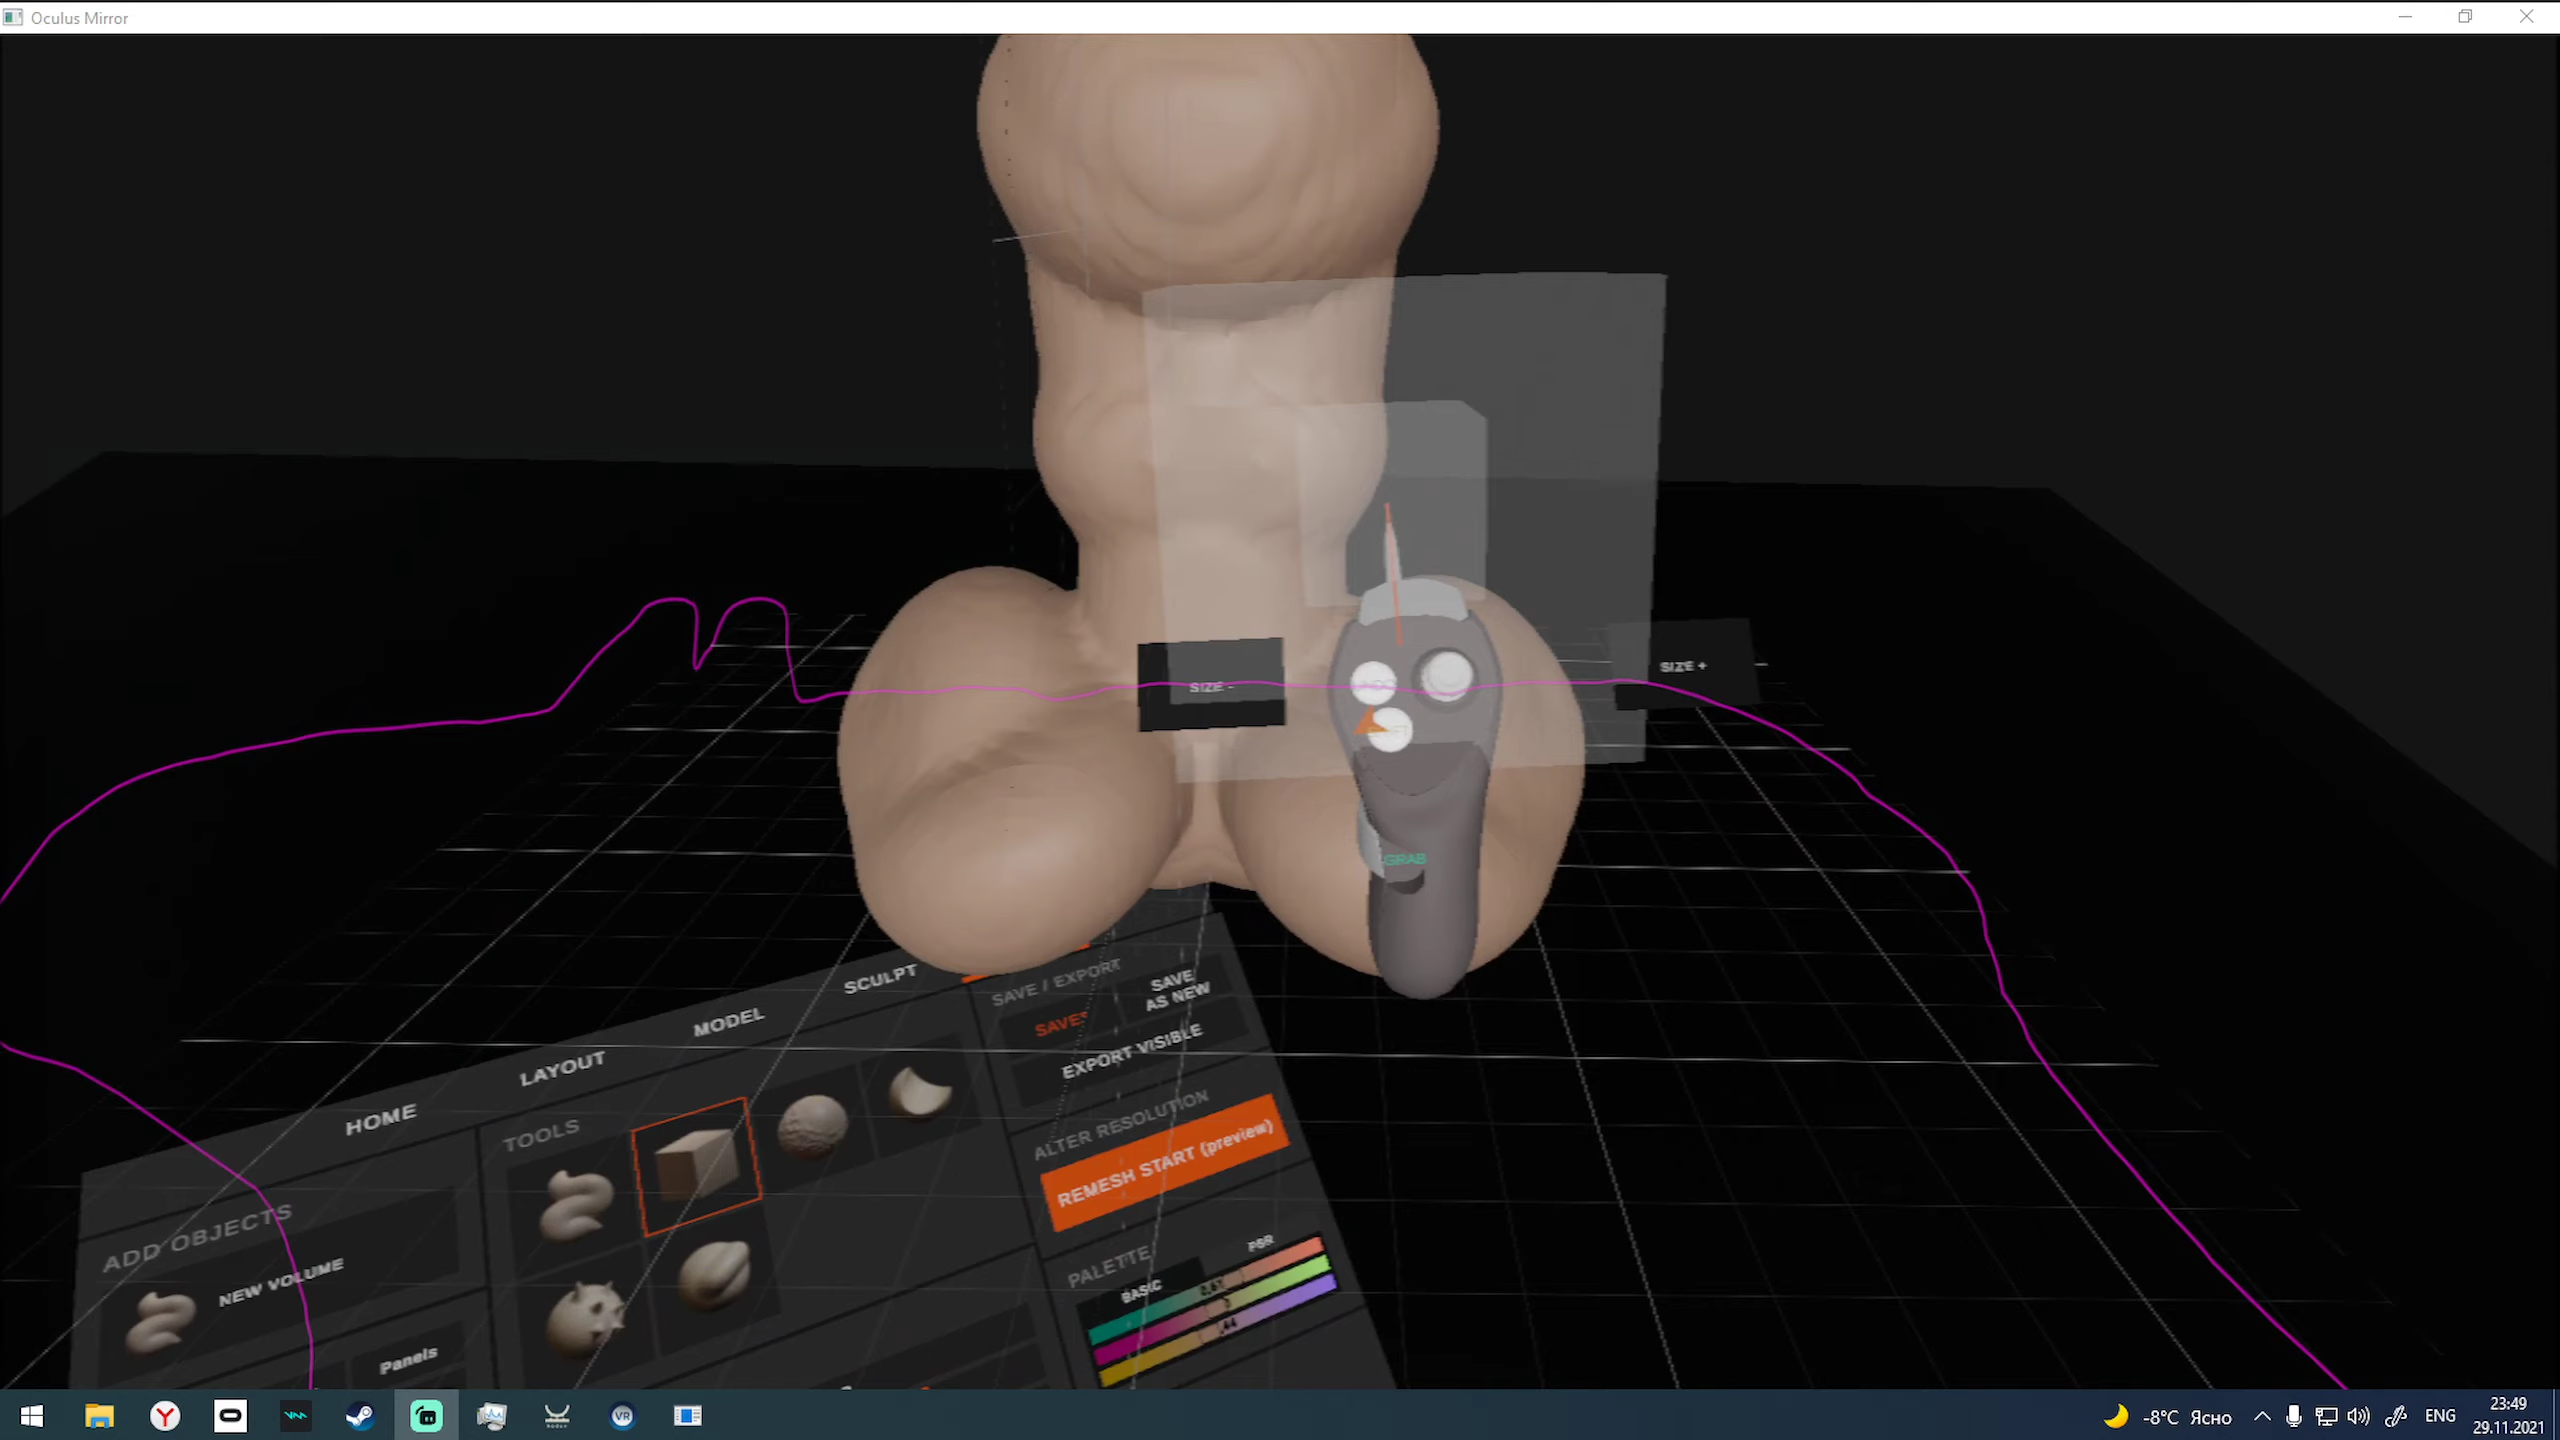 Oculus Mirror
SIZE -
SIZE +
GRAB
HOME
LAYOUT
MODEL
SCULPT
SAVE / EXPORT
SAVE
SAVE
AS NEW
EXPORT VISIBLE
ALTER RESOLUTION
REMESH START (preview)
PALETTE
BASIC
PBR
.44
TOOLS
ADD OBJECTS
NEW VOLUME
Panels
VR
-8°C Ясно
ENG
23:49
29.11.2021